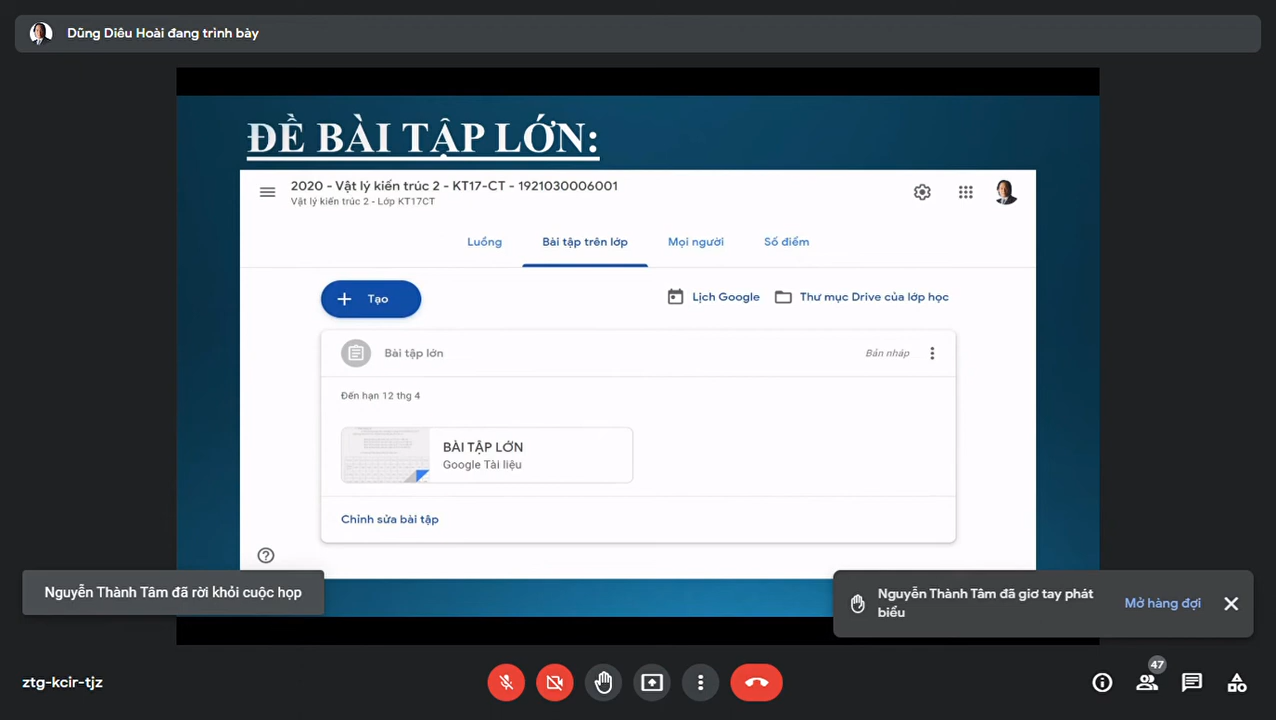 Dũng Diêu Hoài đang trình bày
ĐỀ BÀI TẬP LỚN:
2020 - Vật lý kiến trúc 2 - KT17-CT - 1921030006001
Vật lý kiến trúc 2 - Lớp KT17CT
Luồng
Bài tập trên lớp
Mọi người
Số điểm
Tạo
Lịch Google
Thư mục Drive của lớp học
Bài tập lớn
Bản nháp
Đến hạn 12 thg 4
BÀI TẬP LỚN
Google Tài liệu
Chỉnh sửa bài tập
Nguyễn Thành Tâm đã rời khỏi cuộc họp
Nguyễn Thành Tâm đã giơ tay phát
biểu
Mở hàng đợi
ztg-kcir-tjz
47